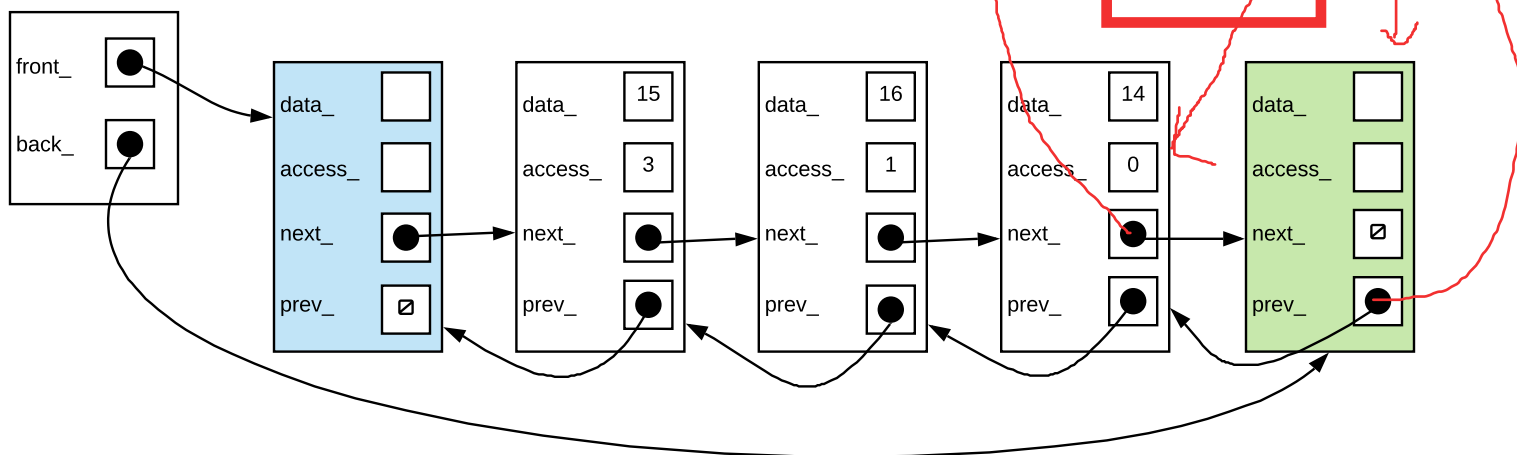 front_
back_
data_
access_
next_
prev_
data_ 15
access_ 3
next_
prev_
data_ 16
access_ 1
next_
prev_
data_ 14
access_ 0
next_
prev_
data_
access_
next_
prev_